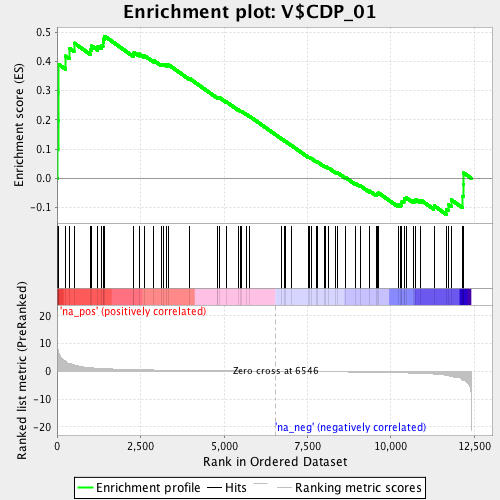 Enrichment plot: V$CDP_01
Enrichment score (ES)
0.5
0.4
0.3
0.2
0.1
0.0
-0.1
'na_pos' (positively correlated)
Ranked list metric (PreRanked)
20
10
0
-10
-20
Zero cross at 6546
'na_neg' (negatively correlated)
0
2,500
5,000
7,500
10,000
12,500
Rank in Ordered Dataset
Enrichment profile
Hits
Ranking metric scores